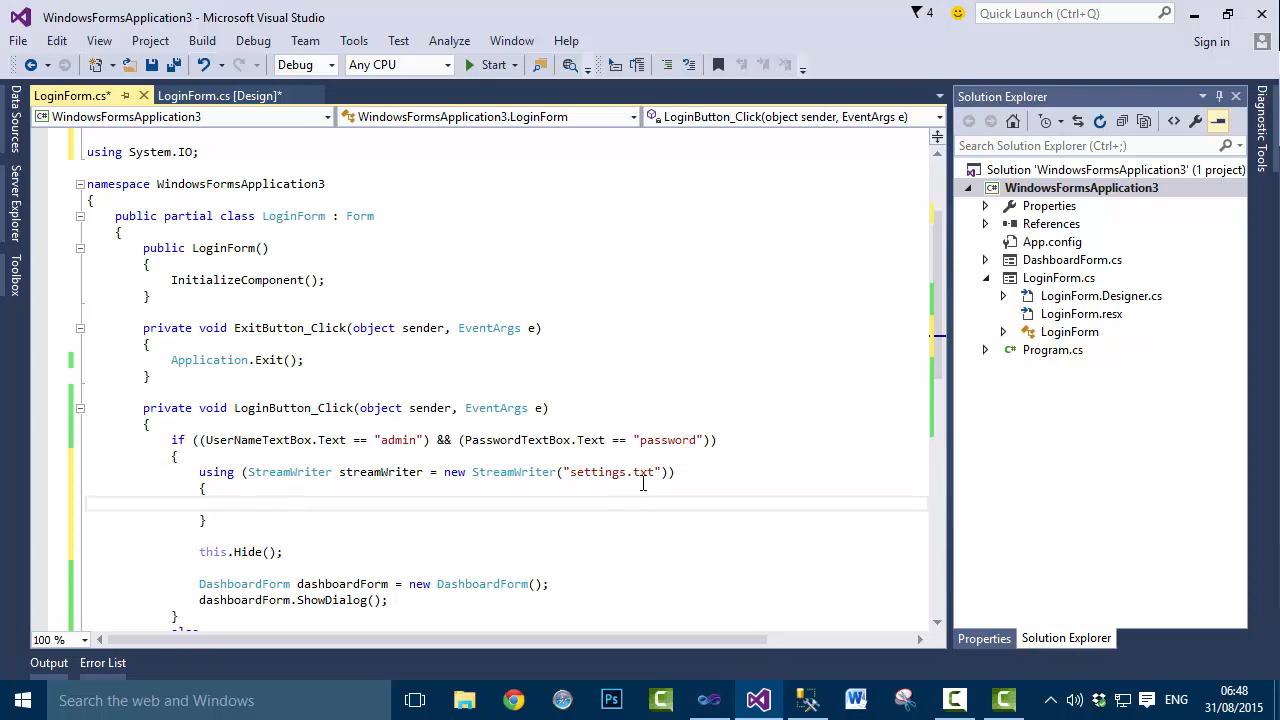 WindowsFormsApplication3 - Microsoft Visual Studio
4
Quick Launch (Ctrl+Q)
File Edit View Project Build Debug Team Tools Test Analyze Window Help
Sign in
Debug Any CPU Start
LoginForm.cs* LoginForm.cs [Design]*
Solution Explorer
WindowsFormsApplication3 WindowsFormsApplication3.LoginForm LoginButton_Click(object sender, EventArgs e)
Search Solution Explorer (Ctrl+;)
Data Sources
Server Explorer
Toolbox
using System.IO;
namespace WindowsFormsApplication3
{
public partial class LoginForm : Form
{
public LoginForm()
{
InitializeComponent();
}
private void ExitButton_Click(object sender, EventArgs e)
{
Application.Exit();
}
private void LoginButton_Click(object sender, EventArgs e)
{
if ((UserNameTextBox.Text == "admin") && (PasswordTextBox.Text == "password"))
{
using (StreamWriter streamWriter = new StreamWriter("settings.txt"))
{
}
this.Hide();
DashboardForm dashboardForm = new DashboardForm();
dashboardForm.ShowDialog();
}
else
100 %
Solution 'WindowsFormsApplication3' (1 project)
WindowsFormsApplication3
Properties
References
App.config
DashboardForm.cs
LoginForm.cs
LoginForm.Designer.cs
LoginForm.resx
LoginForm
Program.cs
Properties Solution Explorer
Diagnostic Tools
Output Error List
Search the web and Windows
ENG
06:48
31/08/2015